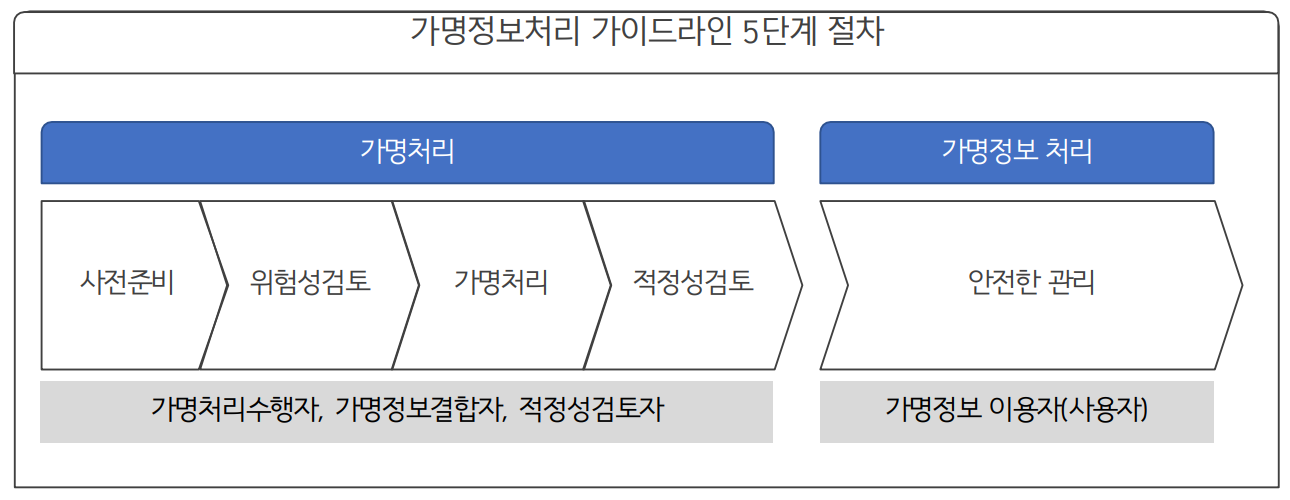 가명정보처리 가이드라인 5단계 절차
가명처리
가명정보 처리
사전준비
위험성검토
가명처리
적정성검토
안전한 관리
가명처리수행자, 가명정보결합자, 적정성검토자
가명정보 이용자(사용자)